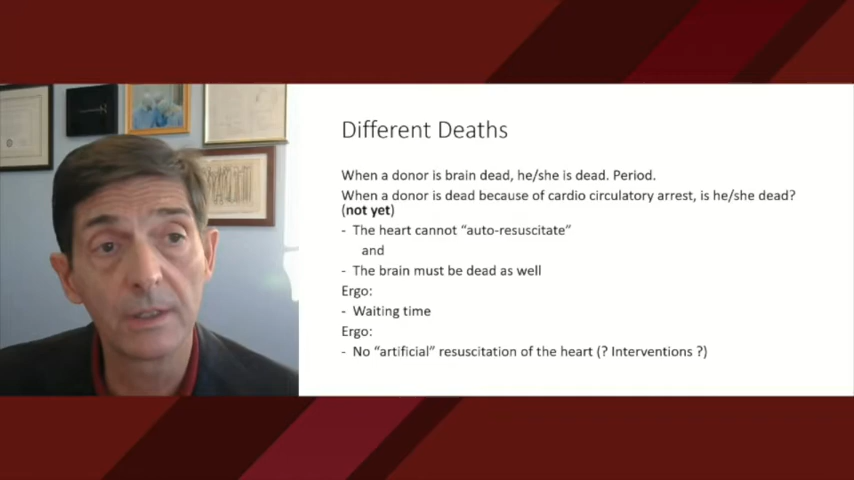 Different Deaths
When a donor is brain dead, he/she is dead. Period.
When a donor is dead because of cardio circulatory arrest, is he/she dead?
(not yet)
- The heart cannot “auto-resuscitate”
and
- The brain must be dead as well
Ergo:
- Waiting time
Ergo:
- No “artificial” resuscitation of the heart (? Interventions ?)